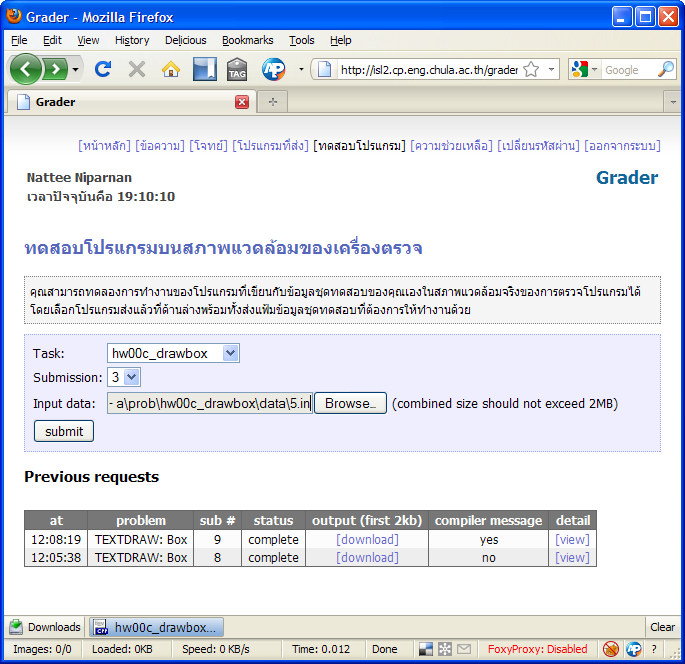 Grader - Mozilla Firefox
File Edit View History Delicious Bookmarks Tools Help
TAG http://isl2.cp.eng.chula.ac.th/grader Google
Grader
[หน้าหลัก] [ข้อความ] [โจทย์] [โปรแกรมที่ส่ง] [ทดสอบโปรแกรม] [ความช่วยเหลือ] [เปลี่ยนรหัสผ่าน] [ออกจากระบบ]
Nattee Niparnan Grader
เวลาปัจจุบันคือ 19:10:10
ทดสอบโปรแกรมบนสภาพแวดล้อมของเครื่องตรวจ
คุณสามารถทดลองการทำงานของโปรแกรมที่เขียนกับข้อมูลชุดทดสอบของคุณเองในสภาพแวดล้อมจริงของการตรวจโปรแกรมได้
โดยเลือกโปรแกรมส่งแล้วที่ด้านล่างพร้อมทั้งส่งแฟ้มข้อมูลชุดทดสอบที่ต้องการให้ทำงานด้วย
Task: hw00c_drawbox
Submission: 3
Input data: - a\prob\hw00c_drawbox\data\5.in Browse... (combined size should not exceed 2MB)
submit
Previous requests
at problem sub # status output (first 2kb) compiler message detail
12:08:19 TEXTDRAW: Box 9 complete [download] yes [view]
12:05:38 TEXTDRAW: Box 8 complete [download] no [view]
Downloads hw00c_drawbox... Clear
Images: 0/0 Loaded: 0KB Speed: 0 KB/s Time: 0.012 Done FoxyProxy: Disabled ?